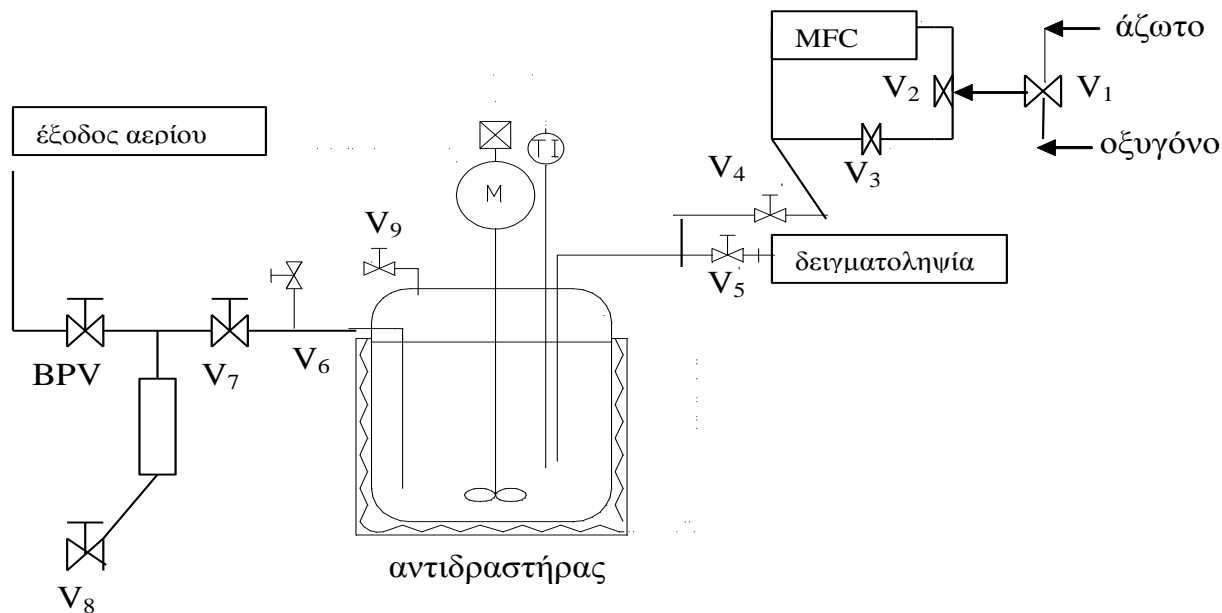 άζωτο
MFC
V₂
V₁
έξοδος αερίου
TI
οξυγόνο
V₃
V₄
M
V₉
δειγματοληψία
V₅
BPV
V₇
V₆
αντιδραστήρας
V₈